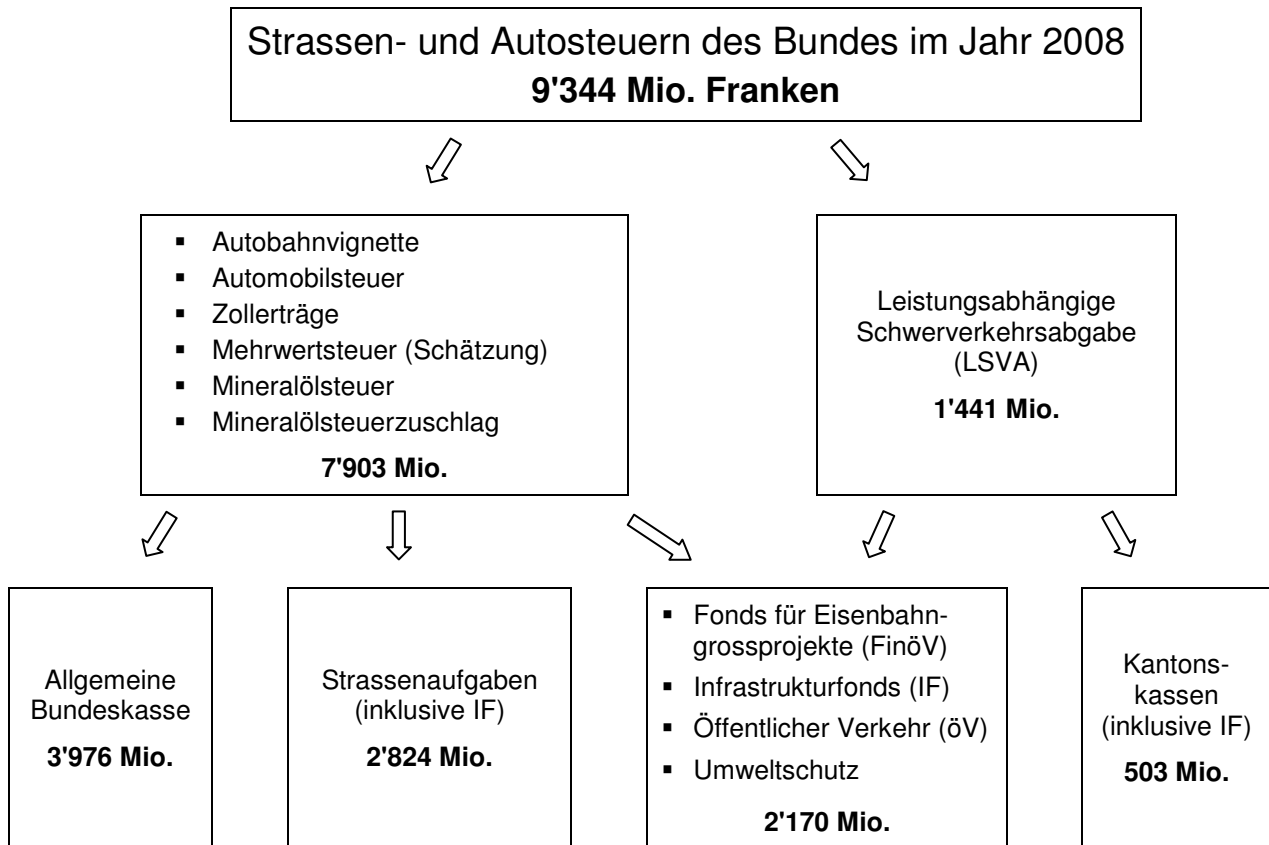 Strassen- und Autosteuern des Bundes im Jahr 2008
9'344 Mio. Franken
▪ Autobahnvignette
▪ Automobilsteuer
▪ Zollerträge
▪ Mehrwertsteuer (Schätzung)
▪ Mineralölsteuer
▪ Mineralölsteuerzuschlag
7'903 Mio.
Leistungsabhängige
Schwerverkehrsabgabe
(LSVA)
1'441 Mio.
Allgemeine
Bundeskasse
3'976 Mio.
Strassenaufgaben
(inklusive IF)
2'824 Mio.
▪ Fonds für Eisenbahn-
grossprojekte (FinöV)
▪ Infrastrukturfonds (IF)
▪ Öffentlicher Verkehr (öV)
▪ Umweltschutz
2'170 Mio.
Kantons-
kassen
(inklusive IF)
503 Mio.